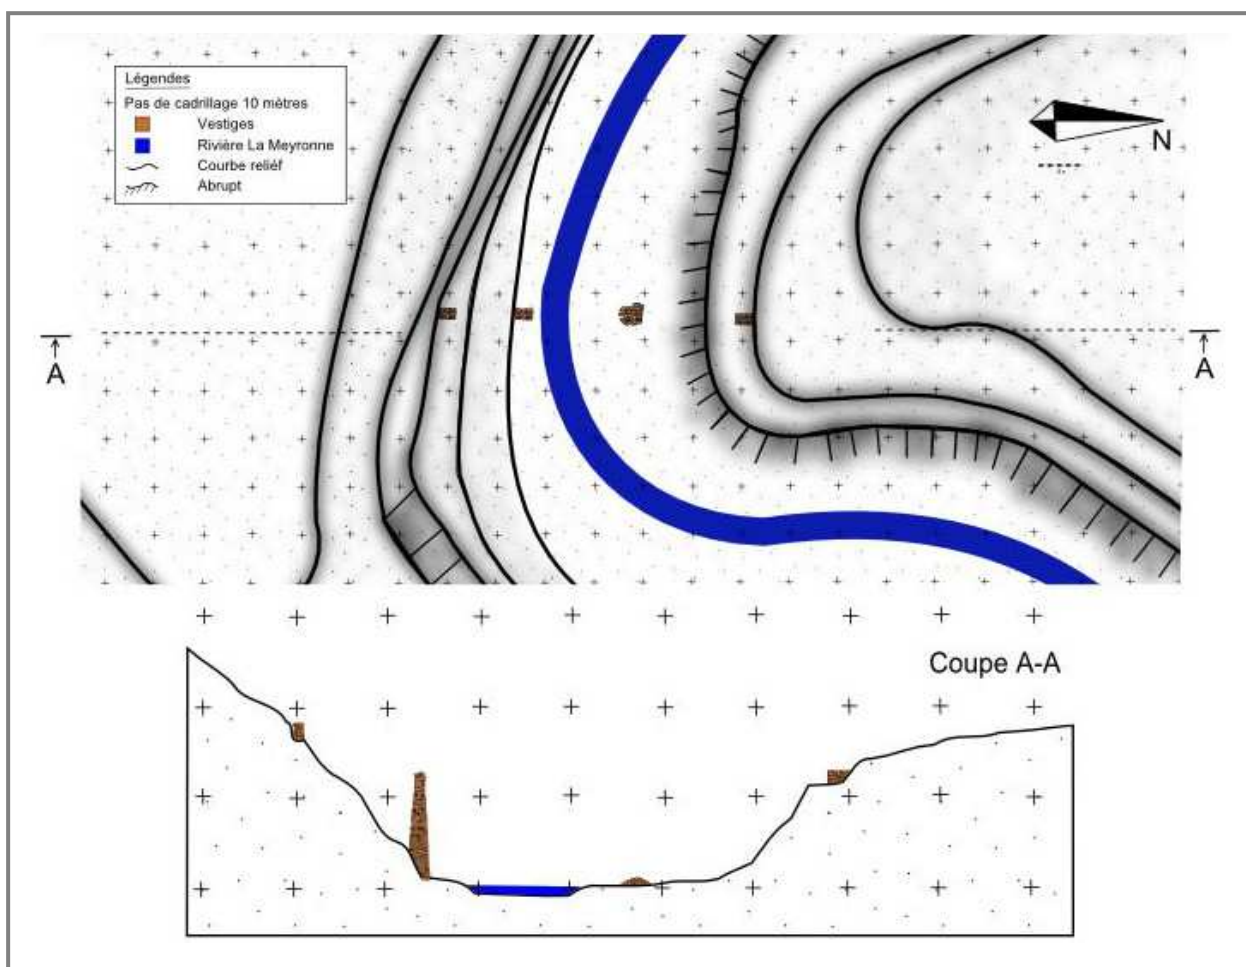 Légendes
Pas de cadrillage 10 mètres
Vestiges
Rivière La Meyronne
Courbe reliéf
Abrupt
N
A
A
Coupe A-A